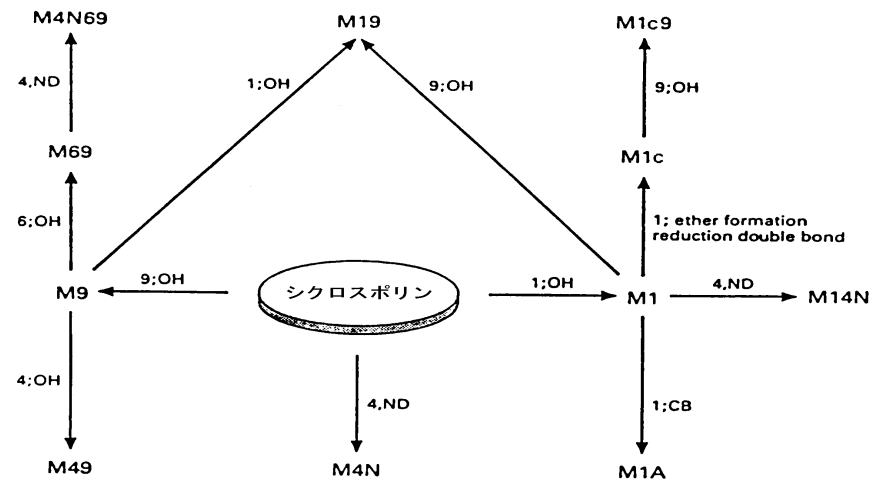 M4N69
M19
M1c9
4,ND
1;OH
9;OH
9;OH
M69
M1c
6;OH
1; ether formation
reduction double bond
M9
9;OH
シクロスポリン
1;OH
M1
4,ND
M14N
4;OH
4,ND
1;CB
M49
M4N
M1A